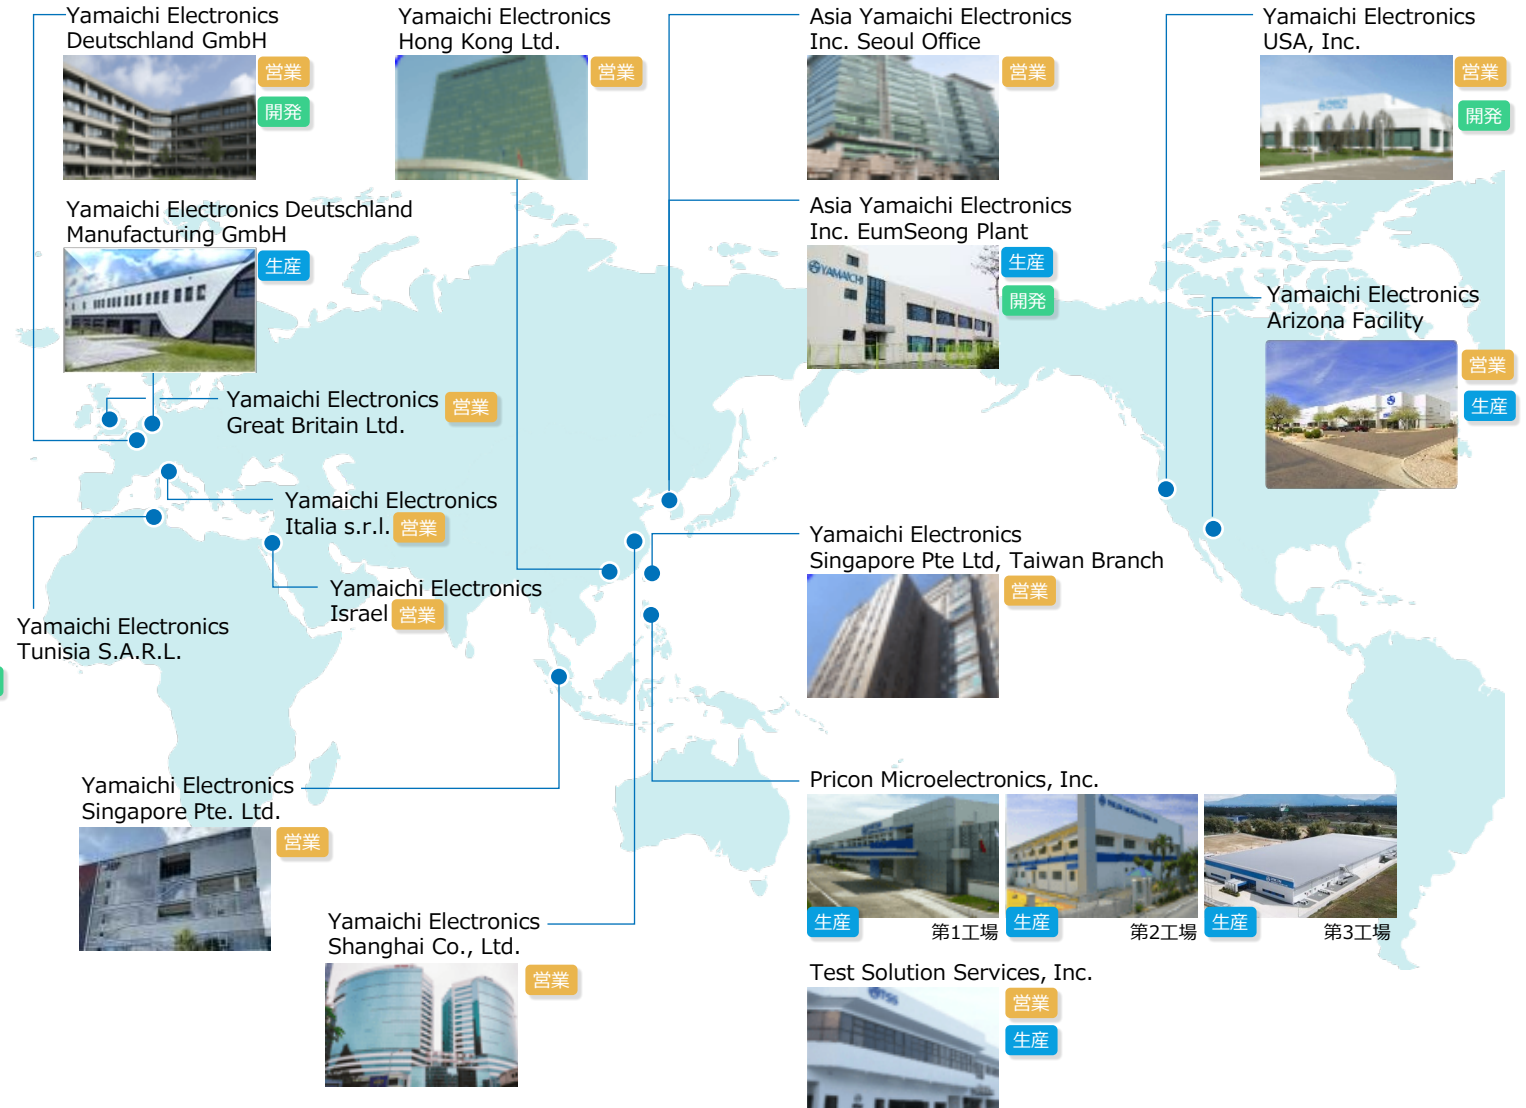 Yamaichi Electronics
Deutschland GmbH
営業
開発
Yamaichi Electronics
Hong Kong Ltd.
営業
Asia Yamaichi Electronics
Inc. Seoul Office
営業
Yamaichi Electronics
USA, Inc.
営業
開発
Yamaichi Electronics Deutschland
Manufacturing GmbH
生産
Asia Yamaichi Electronics
Inc. EumSeong Plant
YAMAICHI
生産
開発
Yamaichi Electronics
Arizona Facility
営業
生産
Yamaichi Electronics
Great Britain Ltd.
営業
Yamaichi Electronics
Italia s.r.l.
営業
Yamaichi Electronics
Israel
営業
Yamaichi Electronics
Tunisia S.A.R.L.
Yamaichi Electronics
Singapore Pte Ltd, Taiwan Branch
営業
Yamaichi Electronics
Singapore Pte. Ltd.
営業
Yamaichi Electronics
Shanghai Co., Ltd.
営業
Pricon Microelectronics, Inc.
生産
第1工場
生産
第2工場
生産
第3工場
Test Solution Services, Inc.
TSS
営業
生産